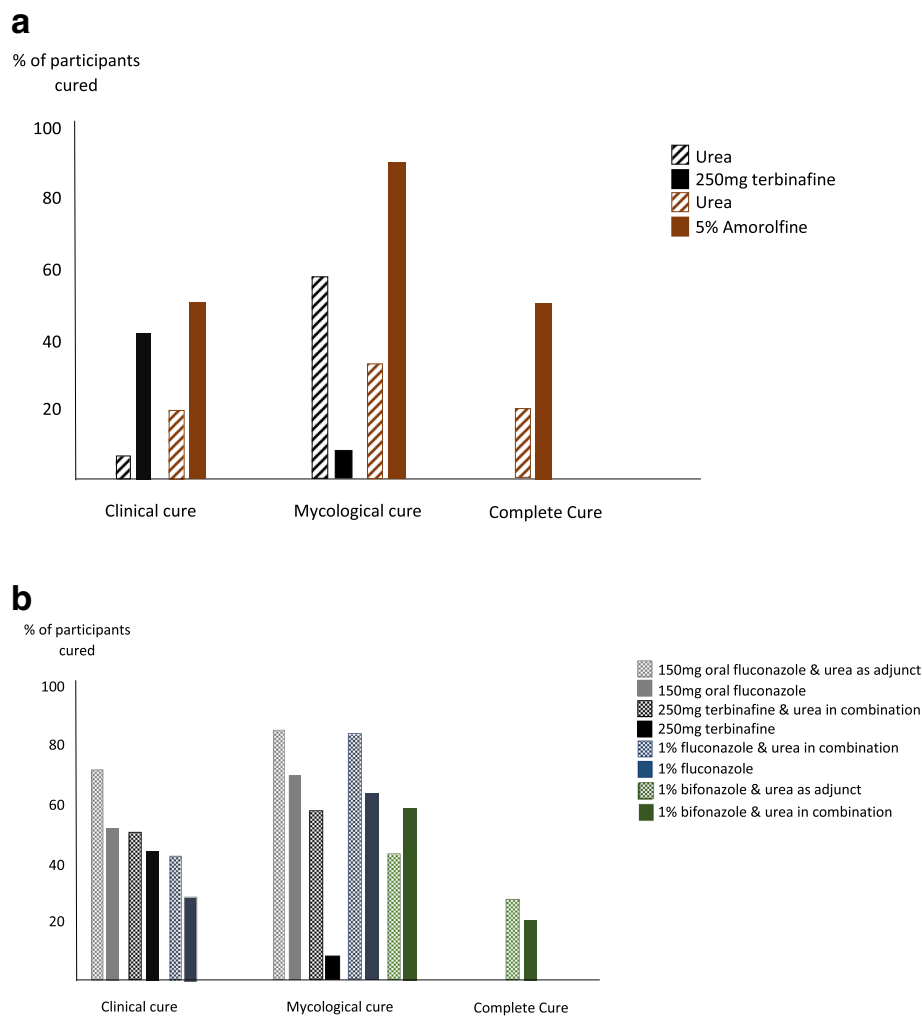 a
% of participants
cured
100
80
60
40
20
Urea
250mg terbinafine
Urea
5% Amorolfine
Clinical cure
Mycological cure
Complete Cure
b
% of participants
cured
100
80
60
40
20
150mg oral fluconazole & urea as adjunct
150mg oral fluconazole
250mg terbinafine & urea in combination
250mg terbinafine
1% fluconazole & urea in combination
1% fluconazole
1% bifonazole & urea as adjunct
1% bifonazole & urea in combination
Clinical cure
Mycological cure
Complete Cure